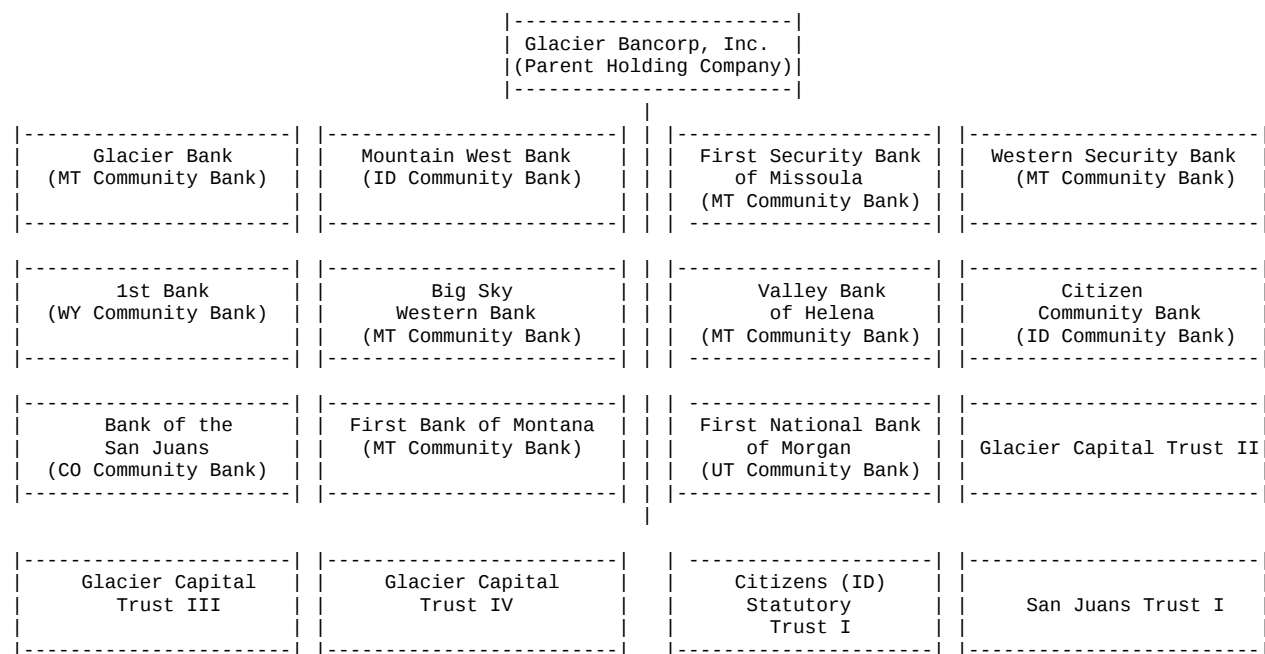 Glacier Bancorp, Inc.
(Parent Holding Company)
Glacier Bank
(MT Community Bank)
Mountain West Bank
(ID Community Bank)
First Security Bank
of Missoula
(MT Community Bank)
Western Security Bank
(MT Community Bank)
1st Bank
(WY Community Bank)
Big Sky
Western Bank
(MT Community Bank)
Valley Bank
of Helena
(MT Community Bank)
Citizen
Community Bank
(ID Community Bank)
Bank of the
San Juans
(CO Community Bank)
First Bank of Montana
(MT Community Bank)
First National Bank
of Morgan
(UT Community Bank)
Glacier Capital Trust II
Glacier Capital
Trust III
Glacier Capital
Trust IV
Citizens (ID)
Statutory
Trust I
San Juans Trust I